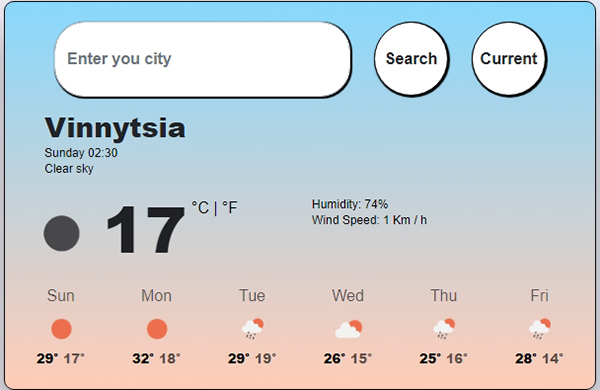 Enter you city
Search
Current
Vinnytsia
Sunday 02:30
Clear sky
17 °C | °F
Humidity: 74%
Wind Speed: 1 Km / h
Sun Mon Tue Wed Thu Fri
29° 17° 32° 18° 29° 19° 26° 15° 25° 16° 28° 14°